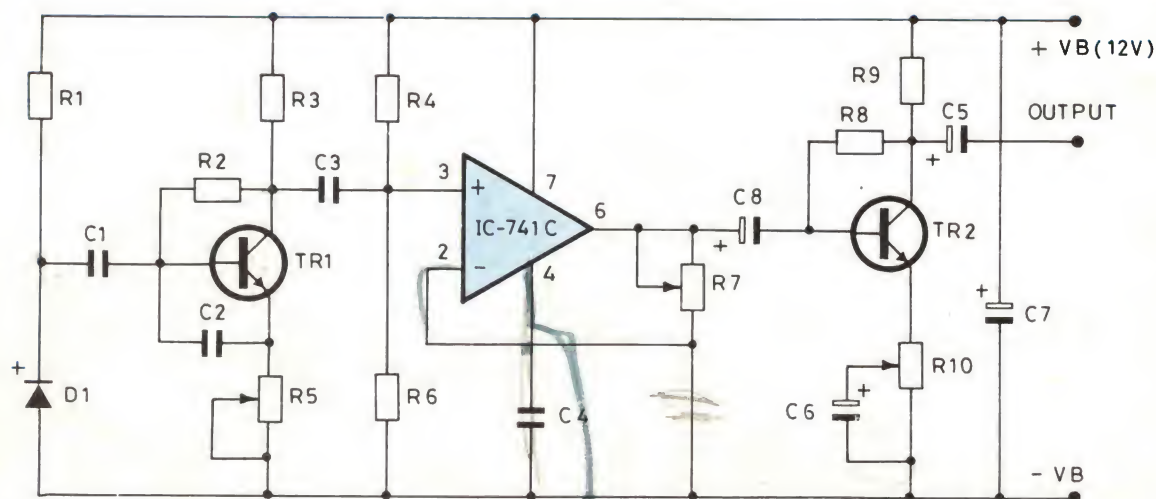 + VB(12V)
R1
R3
R4
R9
R8
C5
OUTPUT
+
R2
C3
3
+
7
IC-741C
6
C8
+
TR2
C1
TR1
2
-
4
R7
+
C7
C2
+
D1
R5
R6
C4
R10
+
C6
- VB